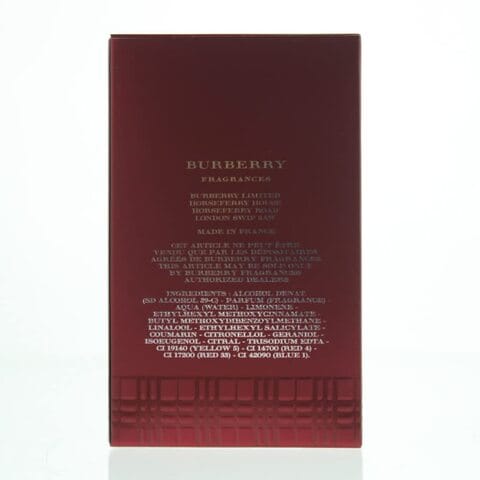 BURBERRY
FRAGRANCES
BURBERRY LIMITED
HORSEFERRY HOUSE
HORSEFERRY ROAD
LONDON SW1P 2AW
MADE IN FRANCE
CET ARTICLE NE PEUT ÊTRE
VENDU QUE PAR LES DÉPOSITAIRES
AGRÉÉS DE BURBERRY FRAGRANCES
THIS ARTICLE MAY BE SOLD ONLY
BY BURBERRY FRAGRANCES
AUTHORIZED DEALERS
INGREDIENTS : ALCOHOL DENAT.
(SD ALCOHOL 39-C) - PARFUM (FRAGRANCE) -
AQUA (WATER) - LIMONENE -
ETHYLHEXYL METHOXYCINNAMATE -
BUTYL METHOXYDIBENZOYLMETHANE -
LINALOOL - ETHYLHEXYL SALICYLATE -
COUMARIN - CITRONELLOL - GERANIOL -
ISOEUGENOL - CITRAL - TRISODIUM EDTA -
CI 19140 (YELLOW 5) - CI 14700 (RED 4) -
CI 17200 (RED 33) - CI 42090 (BLUE 1).